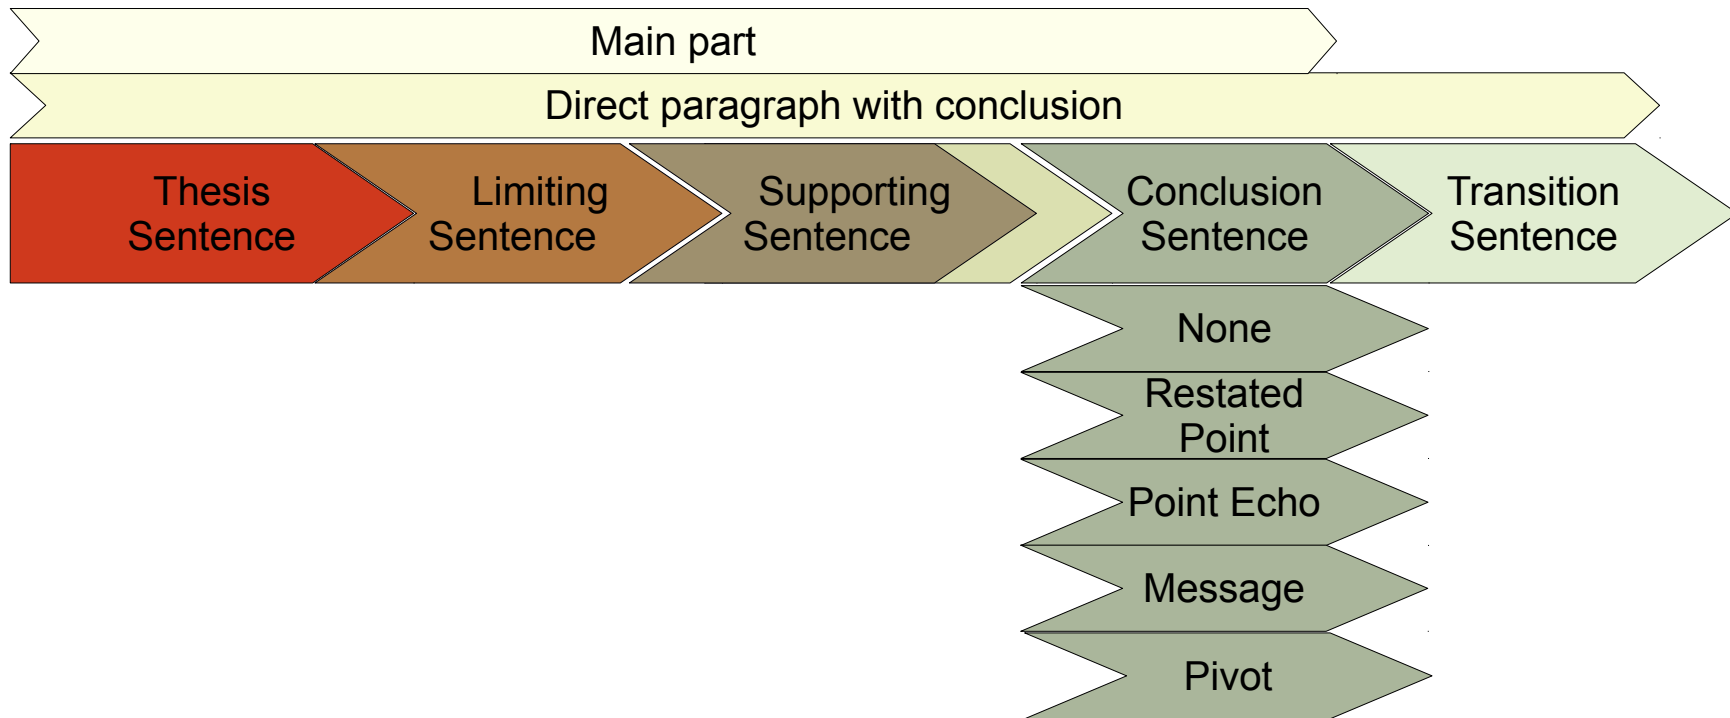 Main part
Direct paragraph with conclusion
Thesis
Sentence
Limiting
Sentence
Supporting
Sentence
Conclusion
Sentence
Transition
Sentence
None
Restated
Point
Point Echo
Message
Pivot